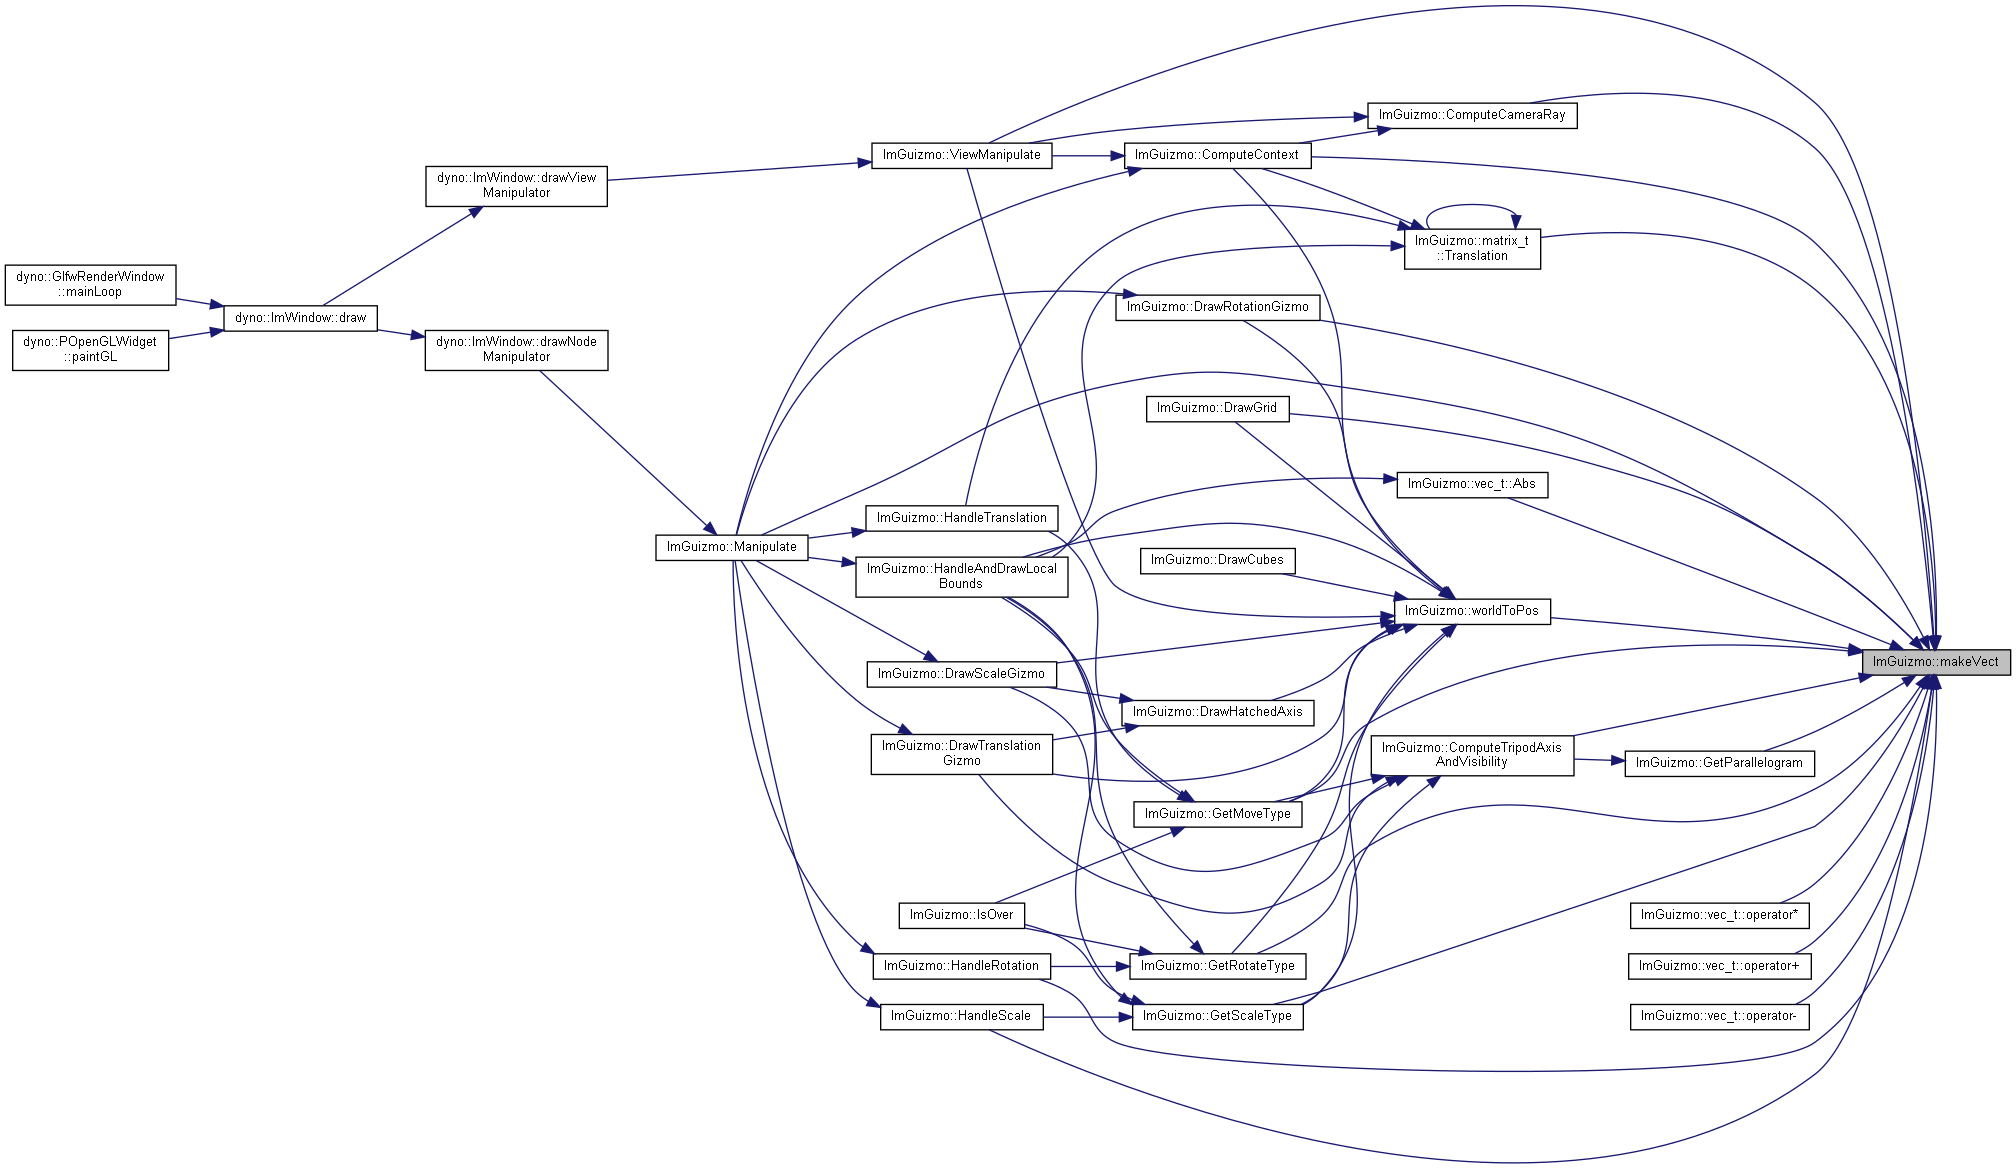 dyno::GlfwRenderWindow
::mainLoop
dyno::POpenGLWidget
::paintGL
dyno::ImWindow::draw
dyno::ImWindow::drawView
Manipulator
dyno::ImWindow::drawNode
Manipulator
ImGuizmo::Manipulate
ImGuizmo::ViewManipulate
ImGuizmo::HandleTranslation
ImGuizmo::HandleAndDrawLocal
Bounds
ImGuizmo::DrawScaleGizmo
ImGuizmo::DrawTranslation
Gizmo
ImGuizmo::IsOver
ImGuizmo::HandleRotation
ImGuizmo::HandleScale
ImGuizmo::ComputeContext
ImGuizmo::DrawRotationGizmo
ImGuizmo::DrawGrid
ImGuizmo::DrawCubes
ImGuizmo::DrawHatchedAxis
ImGuizmo::GetMoveType
ImGuizmo::GetRotateType
ImGuizmo::GetScaleType
ImGuizmo::ComputeCameraRay
ImGuizmo::matrix_t
::Translation
ImGuizmo::vec_t::Abs
ImGuizmo::worldToPos
ImGuizmo::ComputeTripodAxis
AndVisibility
ImGuizmo::GetParallelogram
ImGuizmo::vec_t::operator*
ImGuizmo::vec_t::operator+
ImGuizmo::vec_t::operator-
ImGuizmo::makeVect